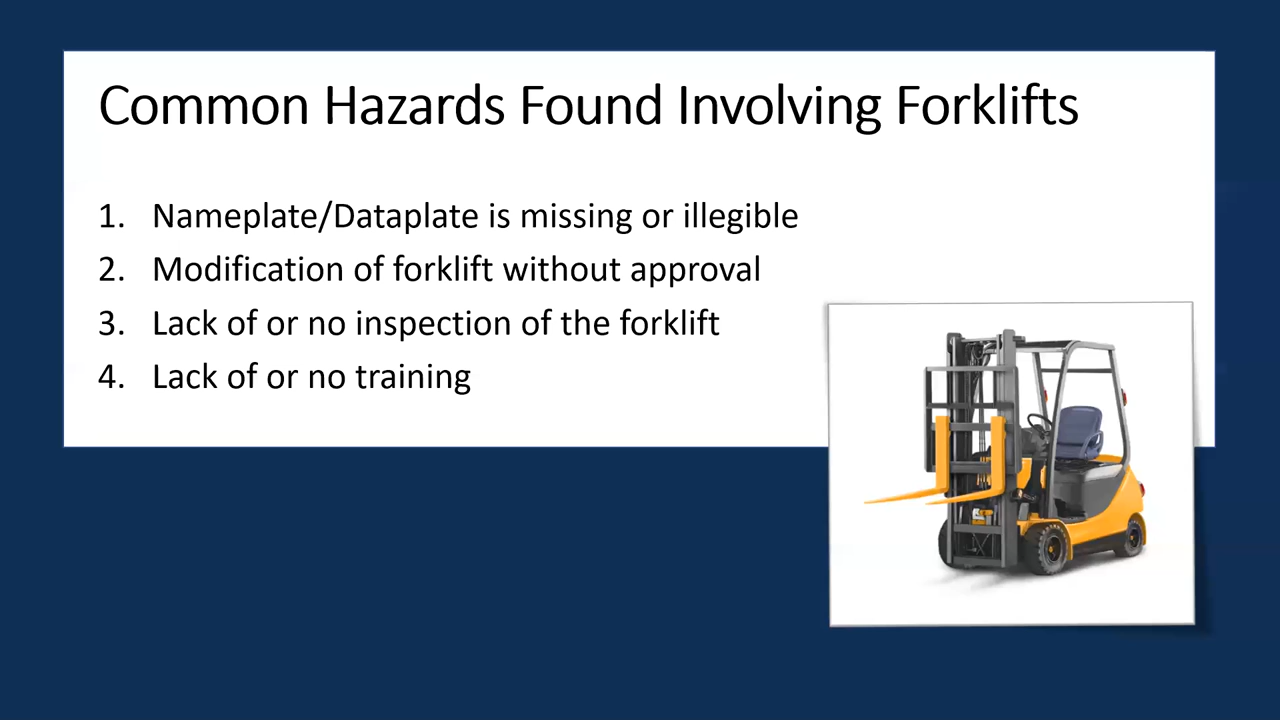 Common Hazards Found Involving Forklifts
1. Nameplate/Dataplate is missing or illegible
2. Modification of forklift without approval
3. Lack of or no inspection of the forklift
4. Lack of or no training